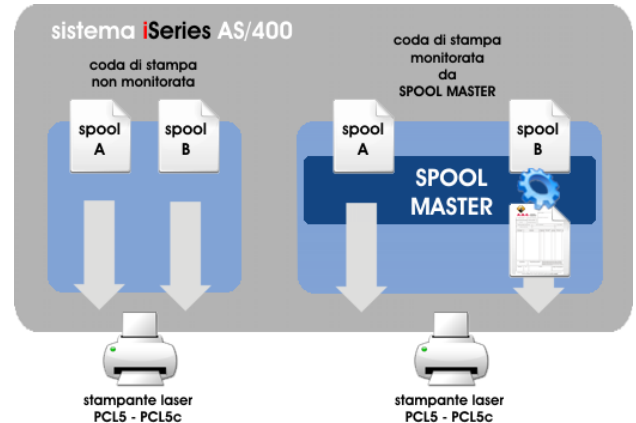 sistema iSeries AS/400
coda di stampa
non monitorata
coda di stampa
monitorata
da
SPOOL MASTER
spool
A
spool
B
spool
A
spool
B
SPOOL
MASTER
stampante laser
PCL5 - PCL5c
stampante laser
PCL5 - PCL5c